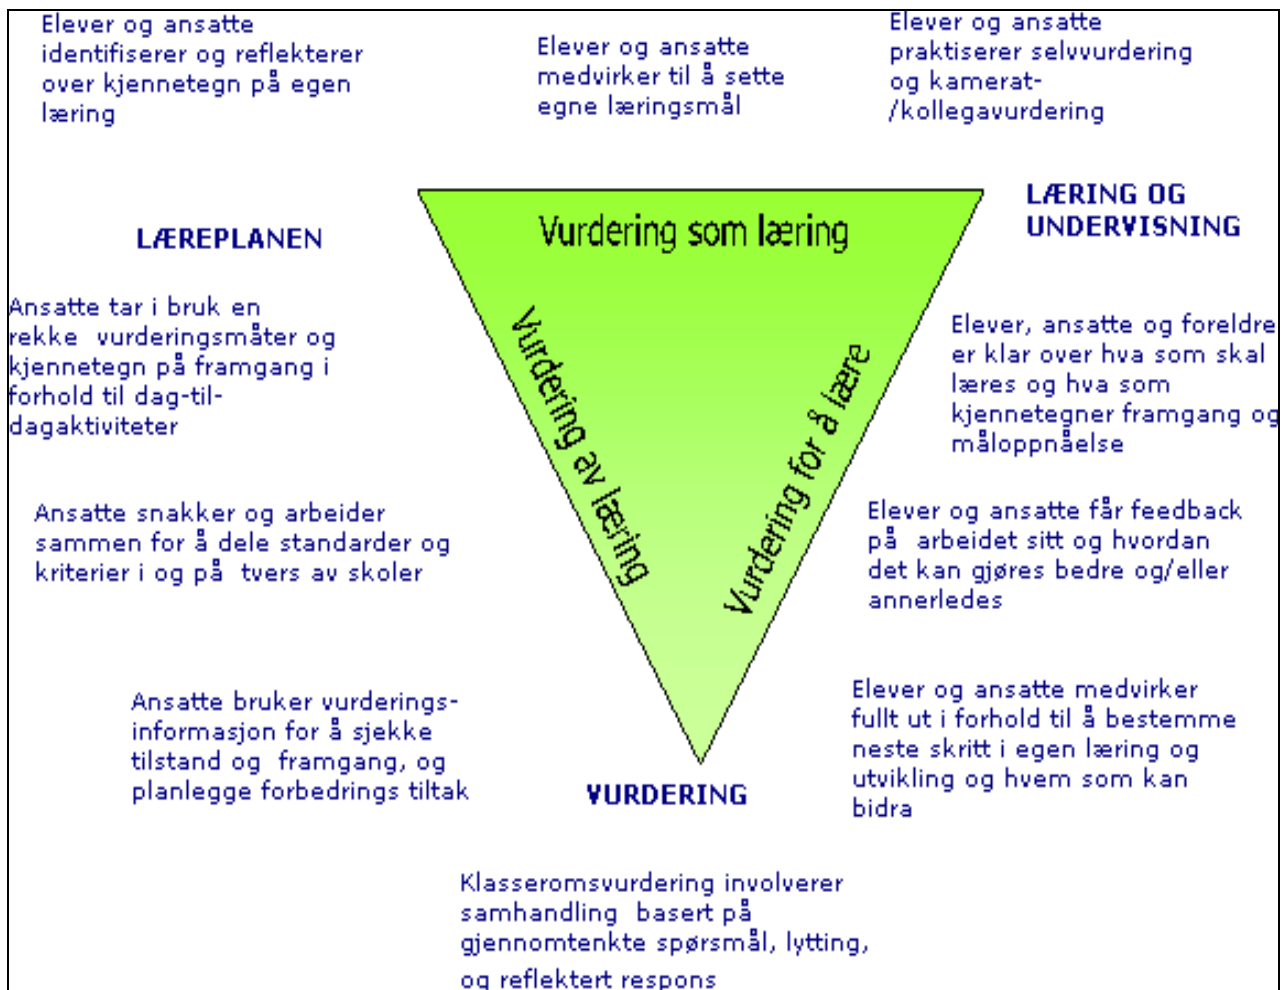 Elever og ansatte
identifiserer og reflekterer
over kjennetegn på egen
læring
Elever og ansatte
medvirker til å sette
egne læringsmål
Elever og ansatte
praktiserer selvvurdering
og kamerat-
/kollegavurdering
LÆREPLANEN
Vurdering som læring
LÆRING OG
UNDERVISNING
Ansatte tar i bruk en
rekke vurderingsmåter og
kjennetegn på framgang i
forhold til dag-til-
dagaktiviteter
Vurdering av læring
Vurdering for å lære
Elever, ansatte og foreldre
er klar over hva som skal
læres og hva som
kjennetegner framgang og
måloppnåelse
Ansatte snakker og arbeider
sammen for å dele standarder og
kriterier i og på tvers av skoler
Elever og ansatte får feedback
på arbeidet sitt og hvordan
det kan gjøres bedre og/eller
annerledes
Ansatte bruker vurderings-
informasjon for å sjekke
tilstand og framgang, og
planlegge forbedrings tiltak
VURDERING
Elever og ansatte medvirker
fullt ut i forhold til å bestemme
neste skritt i egen læring og
utvikling og hvem som kan
bidra
Klasseromsvurdering involverer
samhandling basert på
gjennomtenkte spørsmål, lytting,
og reflektert respons